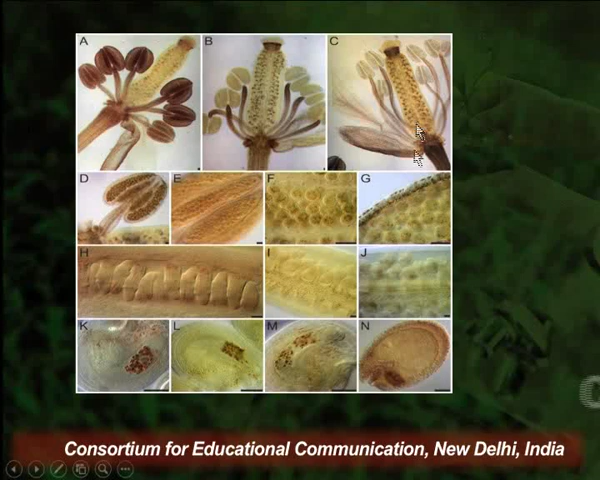 A B C
D E F G
H I J
K L M N
Consortium for Educational Communication, New Delhi, India